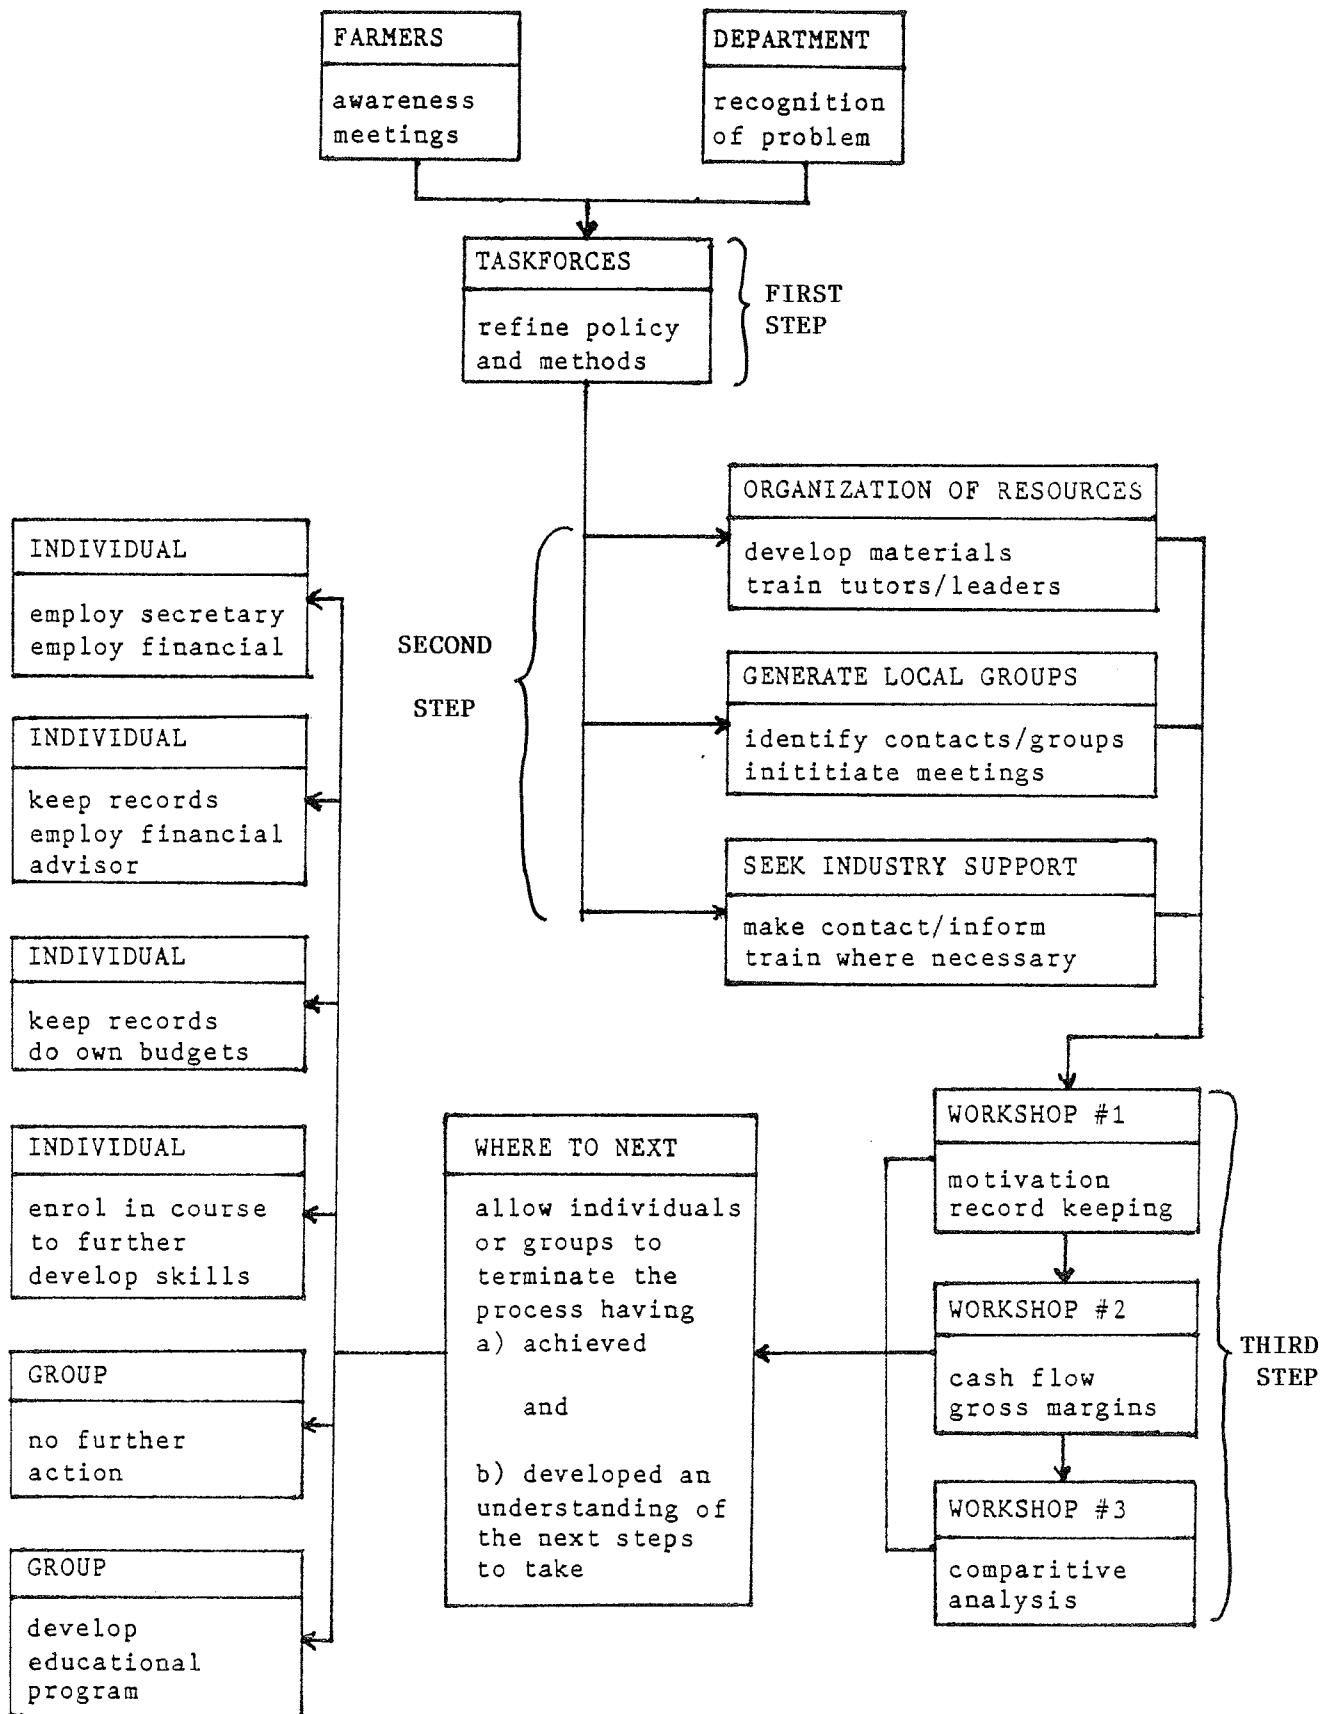 FARMERS
awareness
meetings
DEPARTMENT
recognition
of problem
TASKFORCES
refine policy
and methods
FIRST
STEP
ORGANIZATION OF RESOURCES
develop materials
train tutors/leaders
SECOND
STEP
GENERATE LOCAL GROUPS
identify contacts/groups
inititiate meetings
SEEK INDUSTRY SUPPORT
make contact/inform
train where necessary
WORKSHOP #1
motivation
record keeping
WORKSHOP #2
cash flow
gross margins
WORKSHOP #3
comparitive
analysis
THIRD
STEP
WHERE TO NEXT
allow individuals
or groups to
terminate the
process having
a) achieved
and
b) developed an
understanding of
the next steps
to take
INDIVIDUAL
employ secretary
employ financial
INDIVIDUAL
keep records
employ financial
advisor
INDIVIDUAL
keep records
do own budgets
INDIVIDUAL
enrol in course
to further
develop skills
GROUP
no further
action
GROUP
develop
educational
program